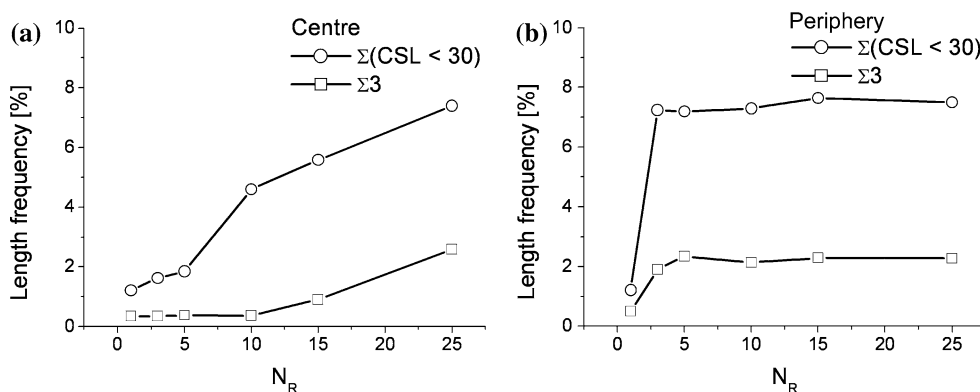 (a)
Centre
Σ(CSL < 30)
Σ3
Length frequency [%]
10
8
6
4
2
0
0 5 10 15 20 25
N_R
(b)
Periphery
Σ(CSL < 30)
Σ3
Length frequency [%]
10
8
6
4
2
0
0 5 10 15 20 25
N_R